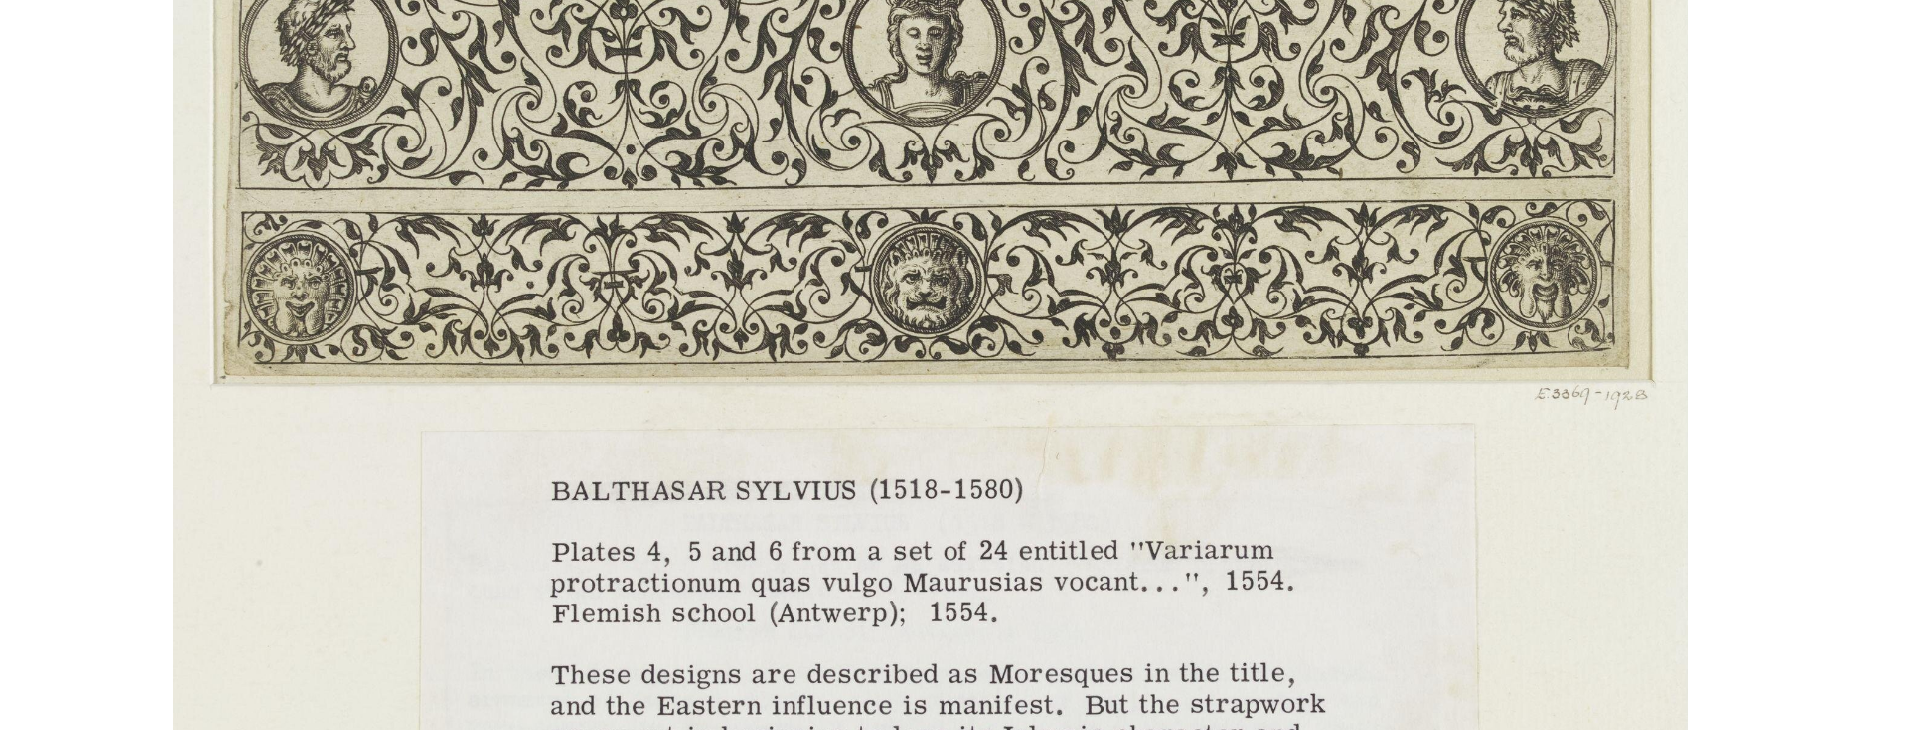 E.3369-1928
BALTHASAR SYLVIUS (1518-1580)
Plates 4, 5 and 6 from a set of 24 entitled "Variarum
protractionum quas vulgo Maurusias vocant...", 1554.
Flemish school (Antwerp); 1554.
These designs are described as Moresques in the title,
and the Eastern influence is manifest. But the strapwork